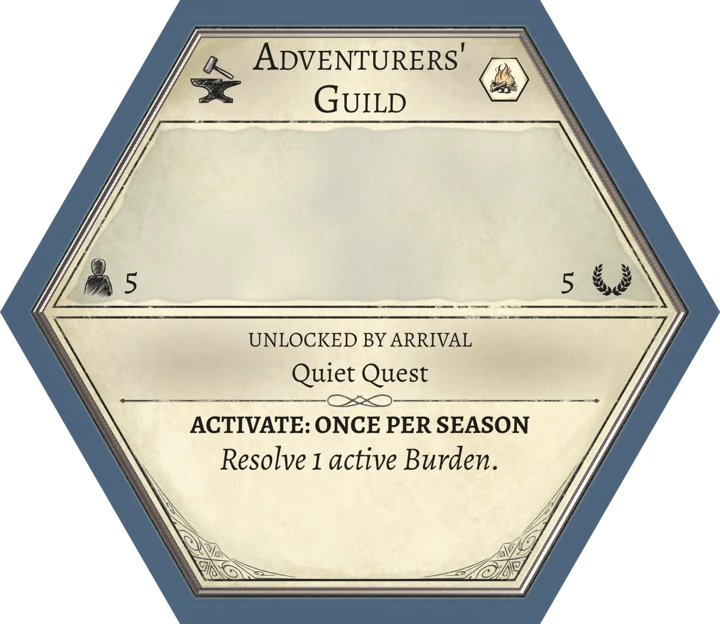 Adventurers'
Guild
5
5
UNLOCKED BY ARRIVAL
Quiet Quest
ACTIVATE: ONCE PER SEASON
Resolve 1 active Burden.